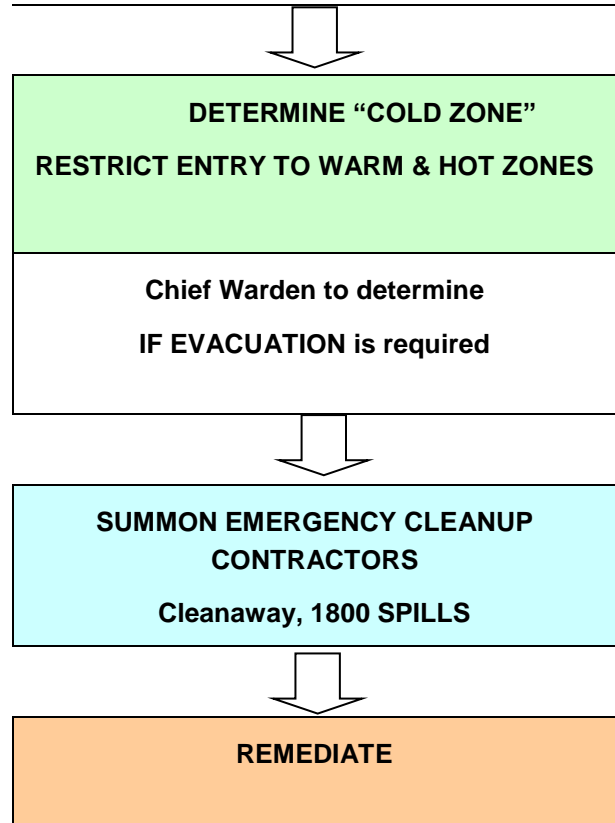 DETERMINE “COLD ZONE”
RESTRICT ENTRY TO WARM & HOT ZONES
Chief Warden to determine
IF EVACUATION is required
SUMMON EMERGENCY CLEANUP
CONTRACTORS
Cleanaway, 1800 SPILLS
REMEDIATE